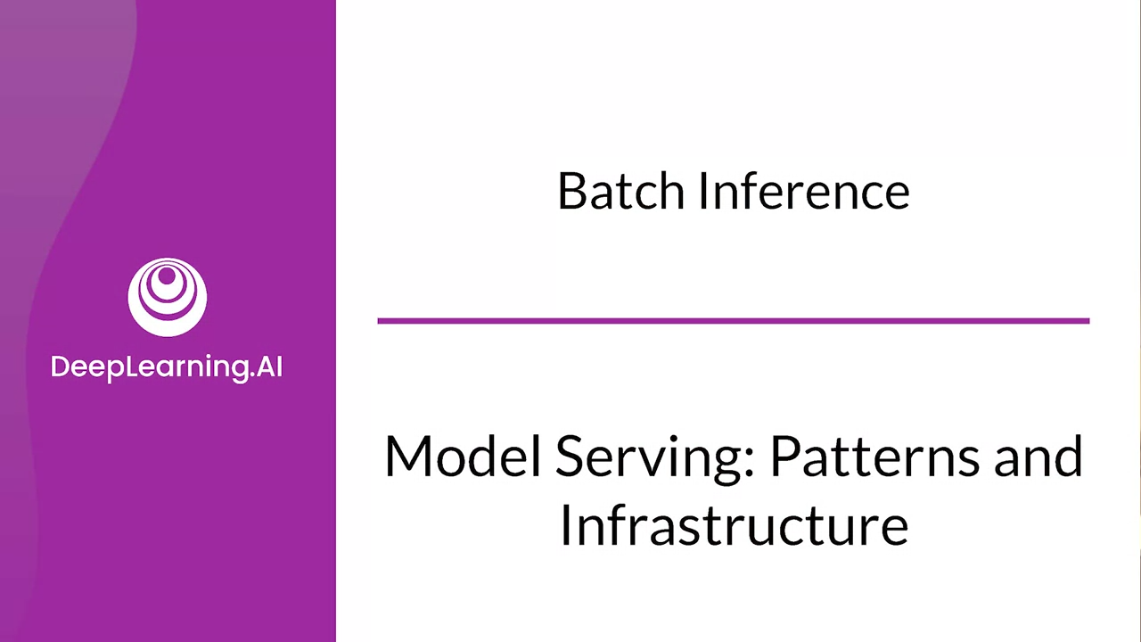 DeepLearning.AI
Batch Inference
Model Serving: Patterns and
Infrastructure